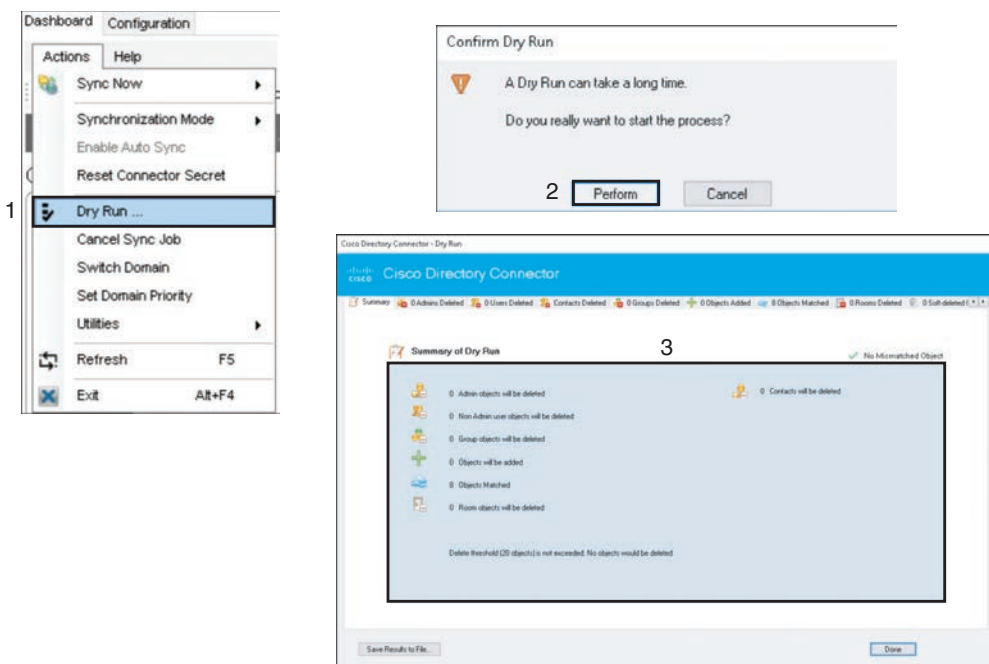 Dashboard Configuration
Actions Help
Sync Now
Synchronization Mode
Enable Auto Sync
Reset Connector Secret
1
Dry Run ...
Cancel Sync Job
Switch Domain
Set Domain Priority
Utilities
Refresh F5
Exit Alt+F4
Confirm Dry Run
A Dry Run can take a long time.
Do you really want to start the process?
2 Perform Cancel
Cisco Directory Connector - Dry Run
CISCO Cisco Directory Connector
Summary 0 Admins Deleted 0 Users Deleted Contacts Deleted 0 Groups Deleted 0 Objects Added 8 Objects Matched 0 Rooms Deleted 0 Soft-deleted
Summary of Dry Run 3 No Mismatched Object
0 Admin objects will be deleted 0 Contacts will be deleted
0 Non Admin user objects will be deleted
0 Group objects will be deleted
0 Objects will be added
8 Objects Matched
0 Room objects will be deleted
Delete threshold (20 objects) is not exceeded. No objects would be deleted
Save Results to File... Done